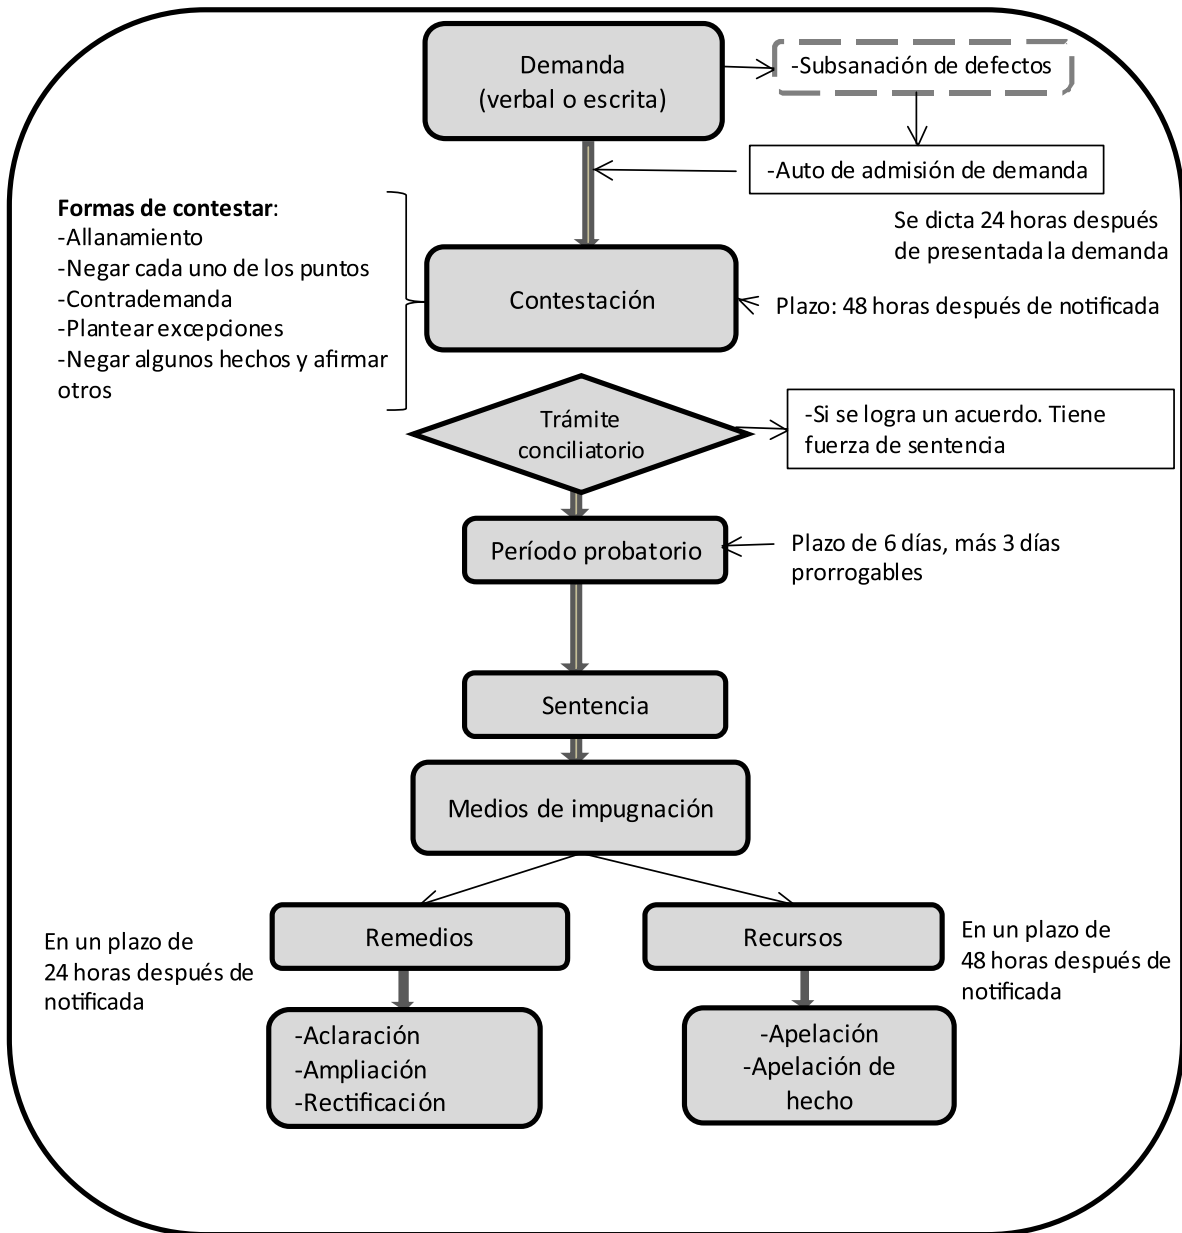 Demanda
(verbal o escrita)
-Subsanación de defectos
-Auto de admisión de demanda
Se dicta 24 horas después
de presentada la demanda
Formas de contestar:
-Allanamiento
-Negar cada uno de los puntos
-Contrademanda
-Plantear excepciones
-Negar algunos hechos y afirmar
otros
Contestación
Plazo: 48 horas después de notificada
Trámite
conciliatorio
-Si se logra un acuerdo. Tiene
fuerza de sentencia
Período probatorio
Plazo de 6 días, más 3 días
prorrogables
Sentencia
Medios de impugnación
Remedios
Recursos
En un plazo de
24 horas después de
notificada
En un plazo de
48 horas después de
notificada
-Aclaración
-Ampliación
-Rectificación
-Apelación
-Apelación de
hecho